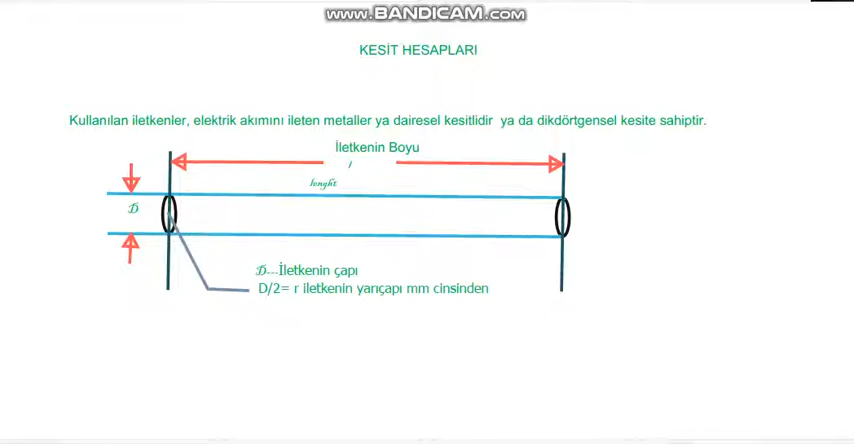 www.BANDICAM.com
KESİT HESAPLARI
Kullanılan iletkenler, elektrik akımını ileten metaller ya dairesel kesitlidir ya da dikdörtgensel kesite sahiptir.
İletkenin Boyu
l
lenght
D
D---İletkenin çapı
D/2= r iletkenin yarıçapı mm cinsinden